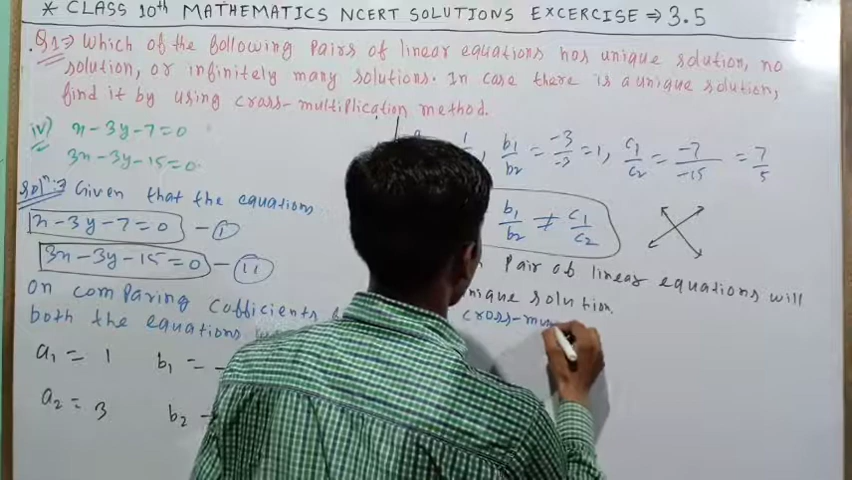 * CLASS 10th MATHEMATICS NCERT SOLUTIONS EXCERCISE ⇒ 3.5
Q1⇒ Which of the following Pairs of linear equations has unique solution, no
solution, or infinitely many solutions. In case there is a unique solution,
find it by using cross-multiplication method.
iv) x-3y-7=0
3x-3y-15=0
Solⁿ:⇒ Given that the equations
x-3y-7=0 - (i)
3x-3y-15=0 - (ii)
On comparing cofficients
both the equations
a₁ = 1 b₁ = -
a₂ = 3 b₂ -
b₁/b₂ = -3/-3 = 1, c₁/c₂ = -7/-15 = 7/5
b₁/b₂ ≠ c₁/c₂
Pair of linear equations will
unique solution.
cross-mu